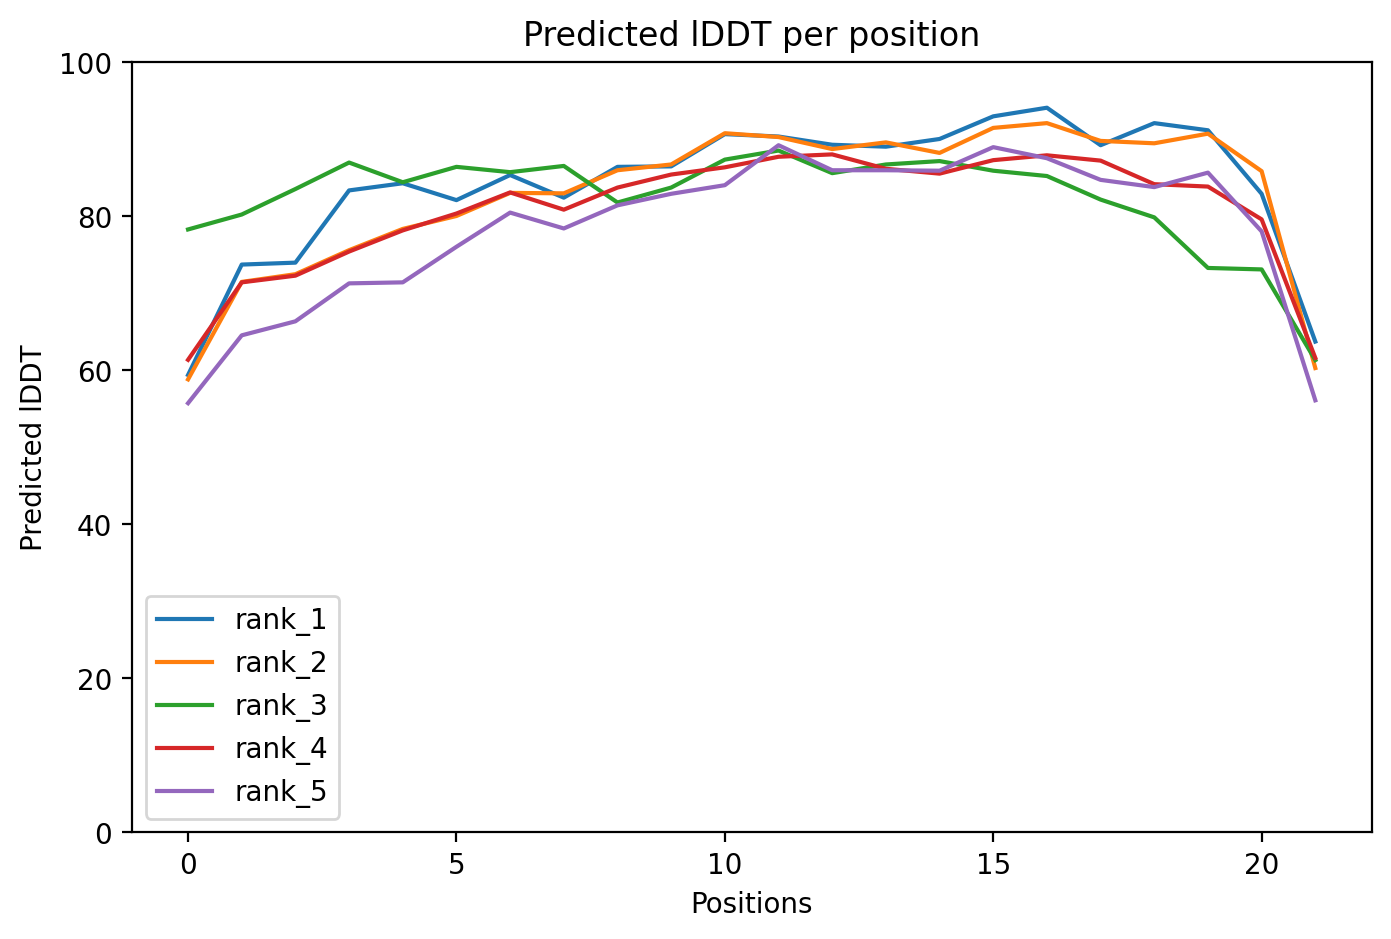 Predicted lDDT per position
100
80
60
40
20
0
Predicted lDDT
rank_1
rank_2
rank_3
rank_4
rank_5
0 5 10 15 20
Positions